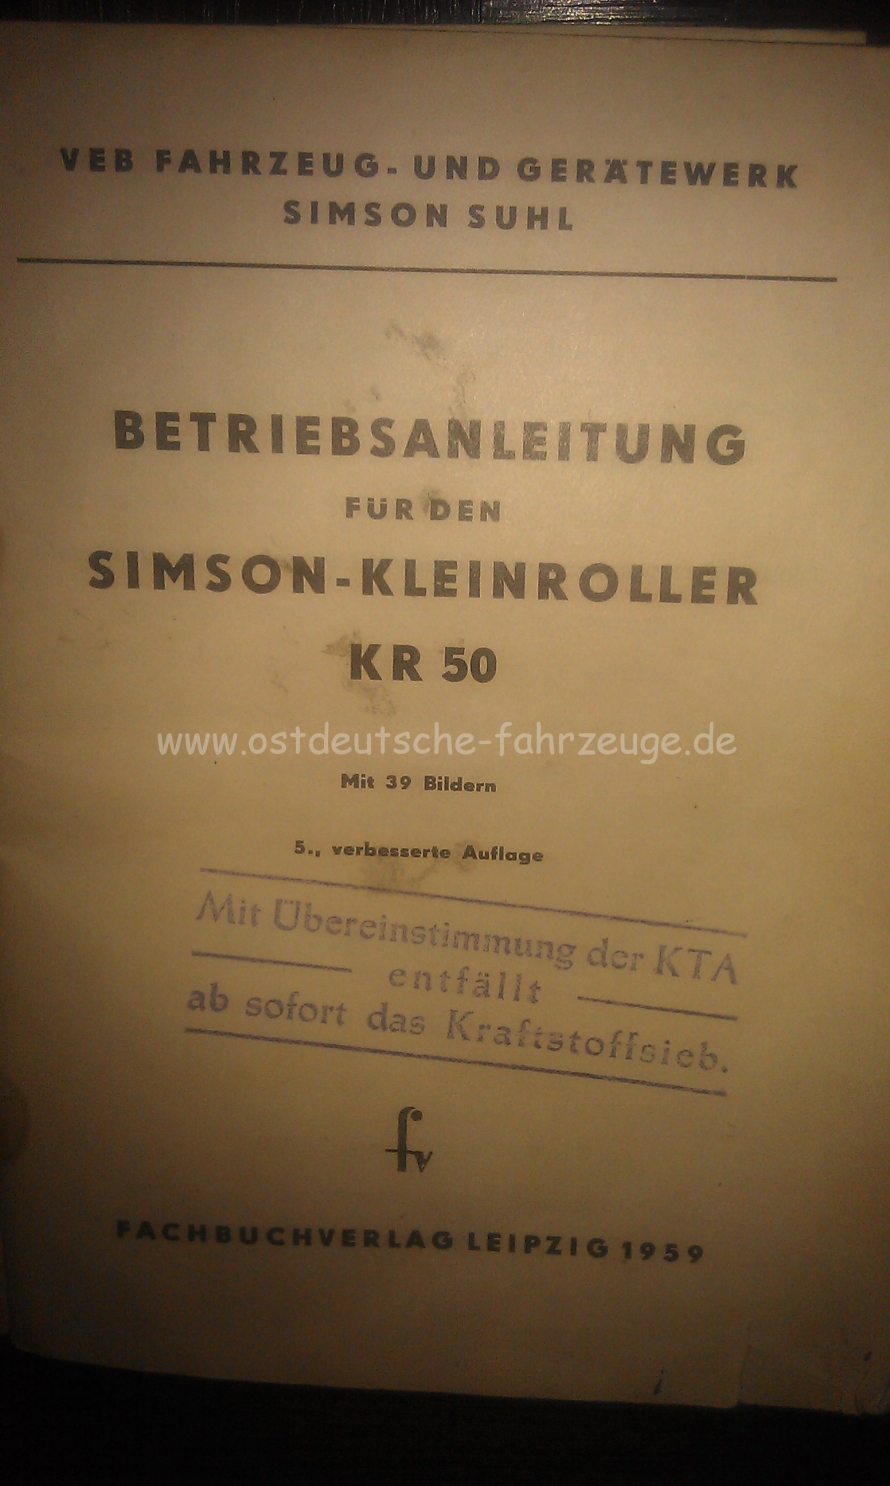 VEB FAHRZEUG- UND GERÄTEWERK
SIMSON SUHL
BETRIEBSANLEITUNG
FÜR DEN
SIMSON-KLEINROLLER
KR 50
www.ostdeutsche-fahrzeuge.de
Mit 39 Bildern
5., verbesserte Auflage
Mit Übereinstimmung der KTA
entfällt
ab sofort das Kraftstoffsieb.
fv
FACHBUCHVERLAG LEIPZIG 1959